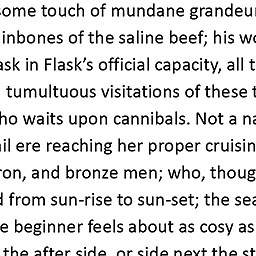 some touch of mundane grandeur
inbones of the saline beef; his wo
ask in Flask’s official capacity, all t
tumultuous visitations of these t
ho waits upon cannibals. Not a na
il ere reaching her proper cruisin
ron, and bronze men; who, thoug
d from sun-rise to sun-set; the sea
e beginner feels about as cosy as
the after side, or side next the st